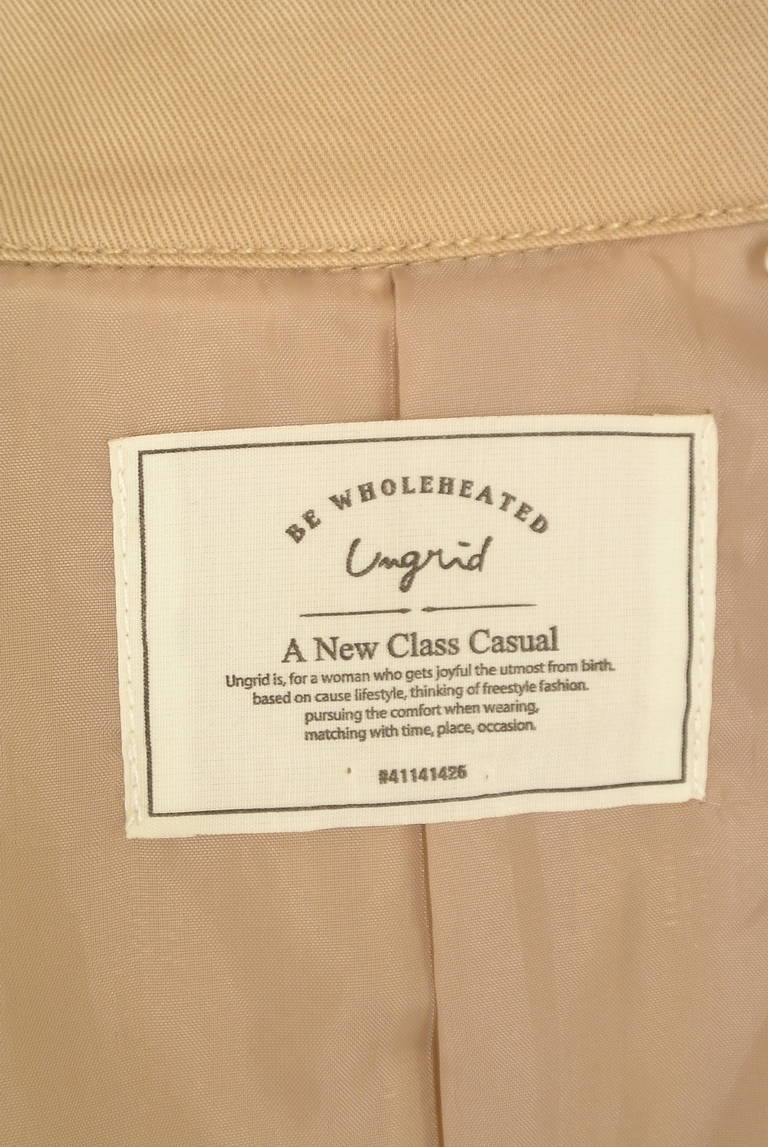 BE WHOLEHEATED
Ungrid
A New Class Casual
Ungrid is, for a woman who gets joyful the utmost from birth.
based on cause lifestyle, thinking of freestyle fashion.
pursuing the comfort when wearing,
matching with time, place, occasion.
#41141426